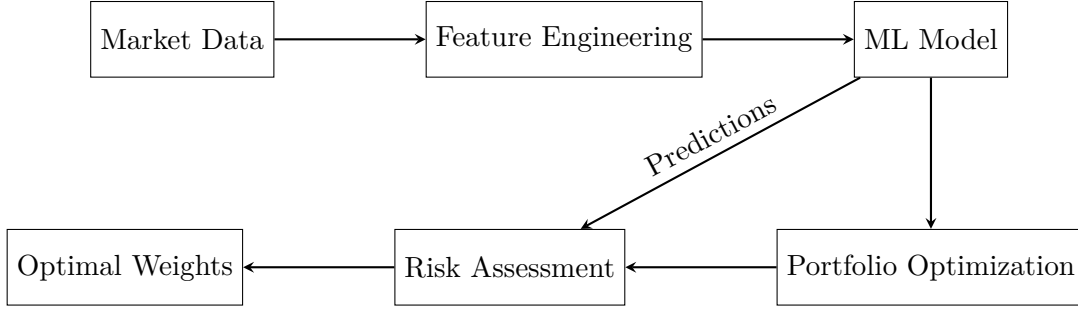 Market Data
Feature Engineering
ML Model
Predictions
Optimal Weights
Risk Assessment
Portfolio Optimization